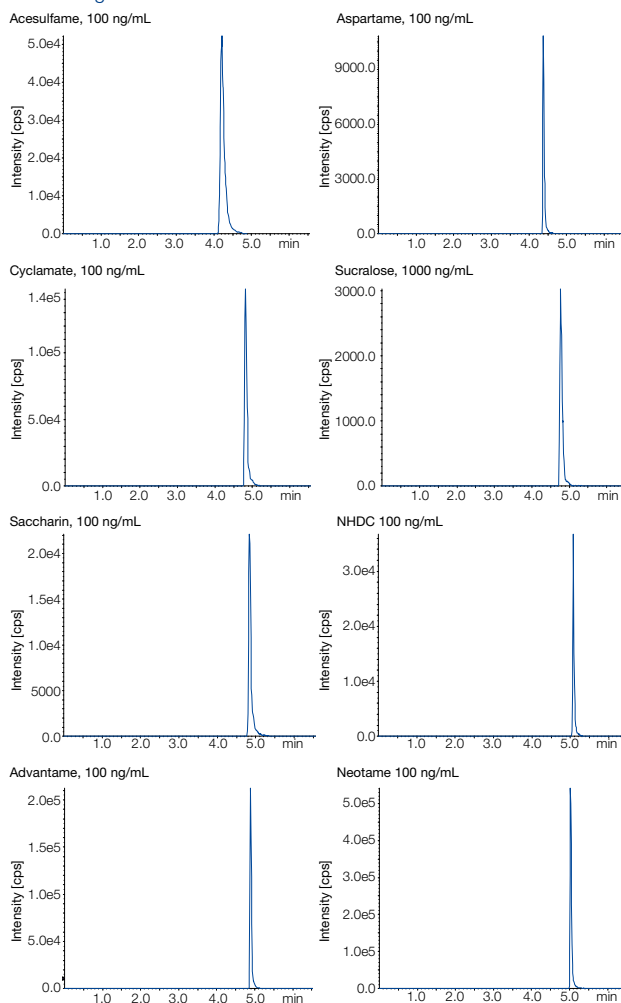 Acesulfame, 100 ng/mL
Intensity [cps]
5.0e4
4.0e4
3.0e4
2.0e4
1.0e4
0.0
1.0 2.0 3.0 4.0 5.0 min
Aspartame, 100 ng/mL
Intensity [cps]
9000.0
6000.0
3000.0
0.0
1.0 2.0 3.0 4.0 5.0 min
Cyclamate, 100 ng/mL
Intensity [cps]
1.4e5
1.0e5
5.0e4
0.0
1.0 2.0 3.0 4.0 5.0 min
Sucralose, 1000 ng/mL
Intensity [cps]
3000.0
2000.0
1000.0
0.0
1.0 2.0 3.0 4.0 5.0 min
Saccharin, 100 ng/mL
Intensity [cps]
2.0e4
1.5e4
1.0e4
5000
0.0
1.0 2.0 3.0 4.0 5.0 min
NHDC 100 ng/mL
Intensity [cps]
3.0e4
2.0e4
1.0e4
0.0
1.0 2.0 3.0 4.0 5.0 min
Advantame, 100 ng/mL
Intensity [cps]
2.0e5
1.5e5
1.0e5
5.0e4
0.0
1.0 2.0 3.0 4.0 5.0 min
Neotame 100 ng/mL
Intensity [cps]
5.0e5
4.0e5
3.0e5
2.0e5
1.0e5
0.0
1.0 2.0 3.0 4.0 5.0 min